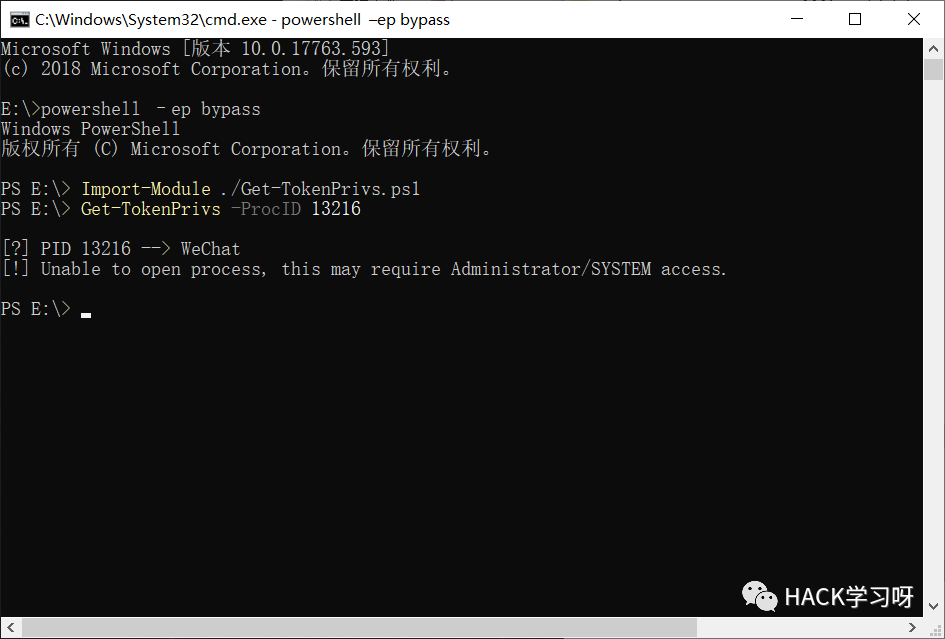 C:\Windows\System32\cmd.exe - powershell –ep bypass
Microsoft Windows [版本 10.0.17763.593]
(c) 2018 Microsoft Corporation。保留所有权利。
E:\>powershell –ep bypass
Windows PowerShell
版权所有 (C) Microsoft Corporation。保留所有权利。
PS E:\> Import-Module ./Get-TokenPrivs.ps1
PS E:\> Get-TokenPrivs -ProcID 13216
[?] PID 13216 --> WeChat
[!] Unable to open process, this may require Administrator/SYSTEM access.
PS E:\>
HACK学习呀